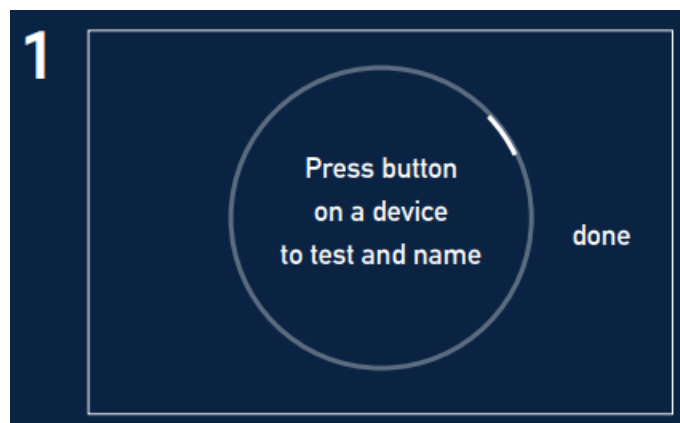 1
Press button
on a device
to test and name
done